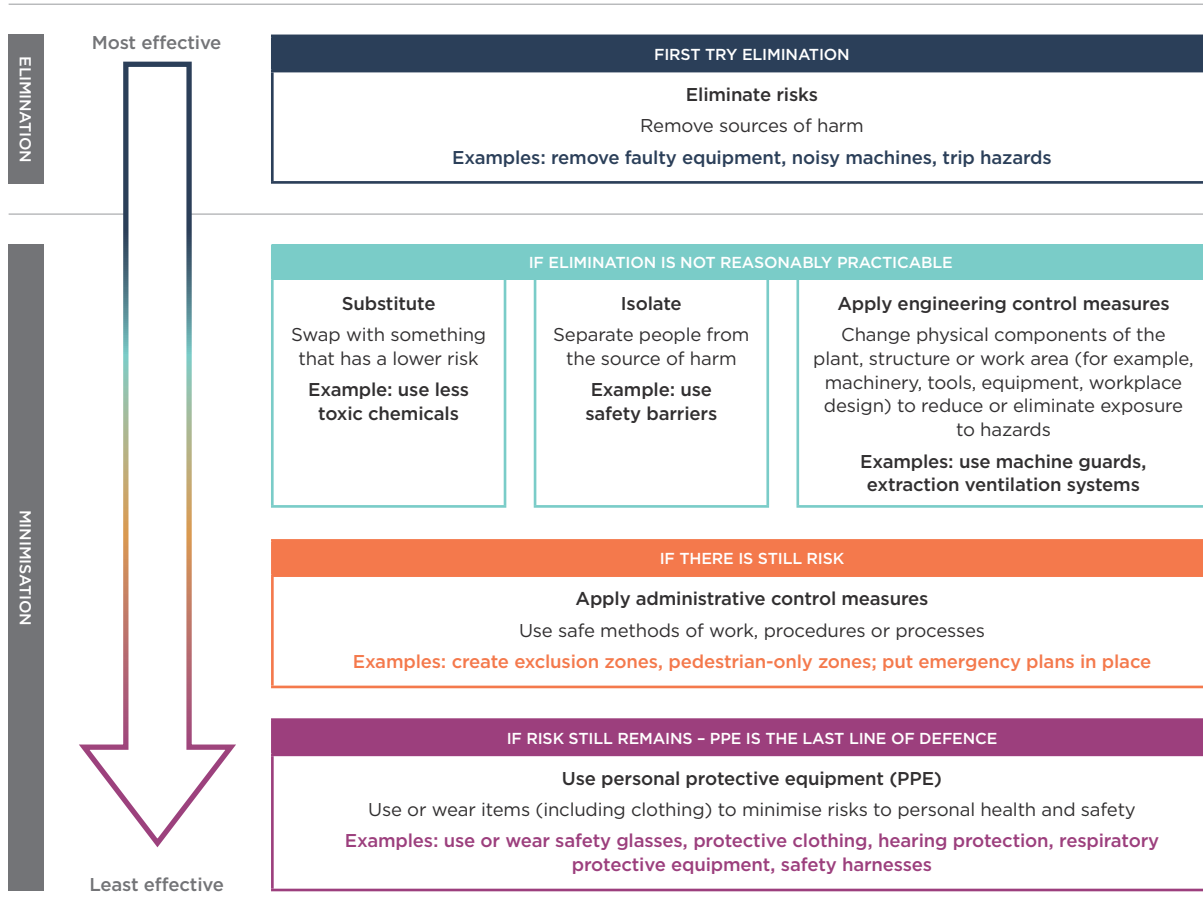 ELIMINATION
Most effective
FIRST TRY ELIMINATION
Eliminate risks
Remove sources of harm
Examples: remove faulty equipment, noisy machines, trip hazards
MINIMISATION
IF ELIMINATION IS NOT REASONABLY PRACTICABLE
Substitute
Swap with something
that has a lower risk
Example: use less
toxic chemicals
Isolate
Separate people from
the source of harm
Example: use
safety barriers
Apply engineering control measures
Change physical components of the
plant, structure or work area (for example,
machinery, tools, equipment, workplace
design) to reduce or eliminate exposure
to hazards
Examples: use machine guards,
extraction ventilation systems
IF THERE IS STILL RISK
Apply administrative control measures
Use safe methods of work, procedures or processes
Examples: create exclusion zones, pedestrian-only zones; put emergency plans in place
IF RISK STILL REMAINS – PPE IS THE LAST LINE OF DEFENCE
Use personal protective equipment (PPE)
Use or wear items (including clothing) to minimise risks to personal health and safety
Examples: use or wear safety glasses, protective clothing, hearing protection, respiratory
protective equipment, safety harnesses
Least effective